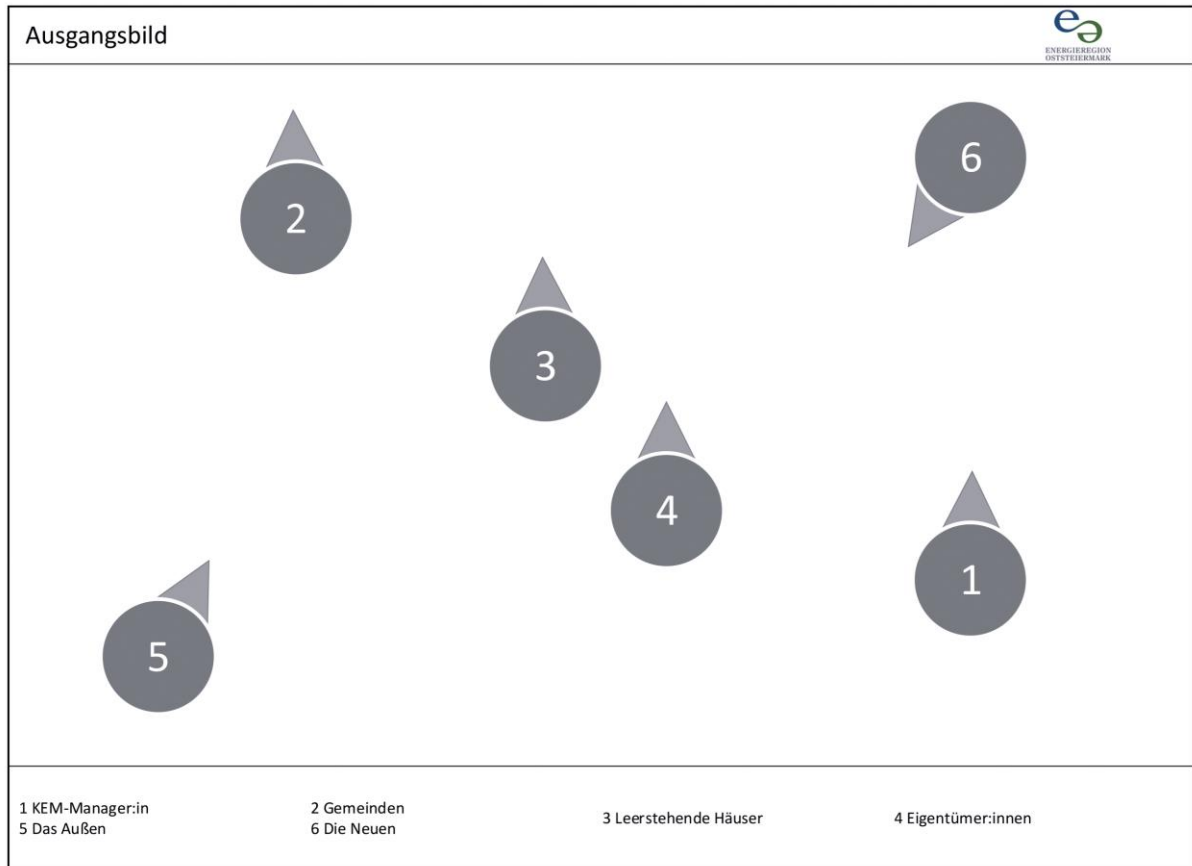 Ausgangsbild
ENERGIEREGION
OSTSTEIERMARK
2
6
3
4
1
5
1 KEM-Manager:in 2 Gemeinden 3 Leerstehende Häuser 4 Eigentümer:innen
5 Das Außen 6 Die Neuen